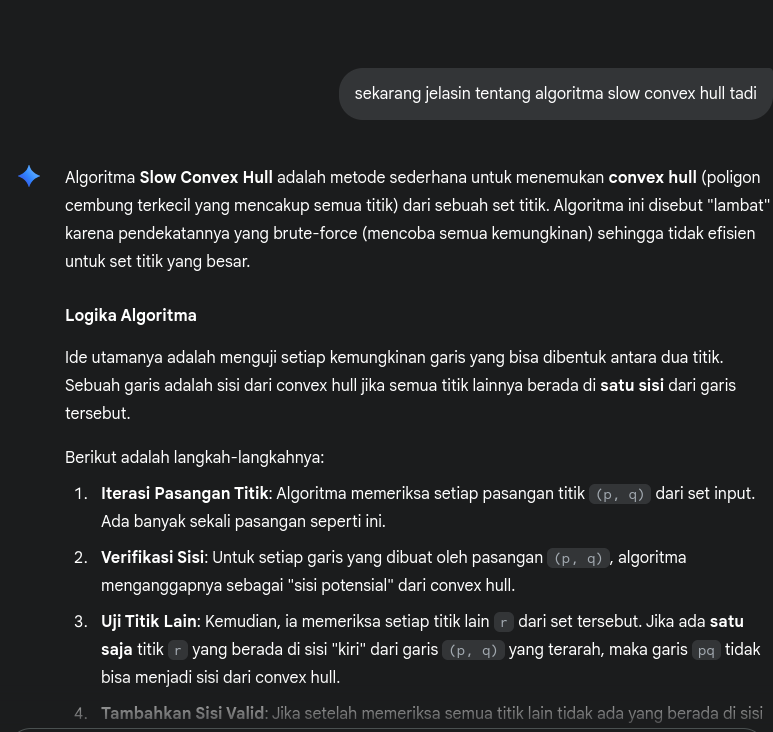 sekarang jelasin tentang algoritma slow convex hull tadi
Algoritma Slow Convex Hull adalah metode sederhana untuk menemukan convex hull (poligon
cembung terkecil yang mencakup semua titik) dari sebuah set titik. Algoritma ini disebut "lambat"
karena pendekatannya yang brute-force (mencoba semua kemungkinan) sehingga tidak efisien
untuk set titik yang besar.
Logika Algoritma
Ide utamanya adalah menguji setiap kemungkinan garis yang bisa dibentuk antara dua titik.
Sebuah garis adalah sisi dari convex hull jika semua titik lainnya berada di satu sisi dari garis
tersebut.
Berikut adalah langkah-langkahnya:
1. Iterasi Pasangan Titik: Algoritma memeriksa setiap pasangan titik (p, q) dari set input.
Ada banyak sekali pasangan seperti ini.
2. Verifikasi Sisi: Untuk setiap garis yang dibuat oleh pasangan (p, q), algoritma
menganggapnya sebagai "sisi potensial" dari convex hull.
3. Uji Titik Lain: Kemudian, ia memeriksa setiap titik lain r dari set tersebut. Jika ada satu
saja titik r yang berada di sisi "kiri" dari garis (p, q) yang terarah, maka garis pq tidak
bisa menjadi sisi dari convex hull.
4. Tambahkan Sisi Valid: Jika setelah memeriksa semua titik lain tidak ada yang berada di sisi